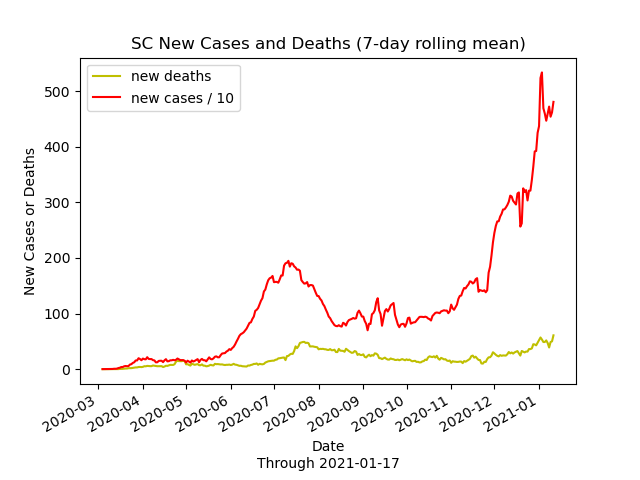 SC New Cases and Deaths (7-day rolling mean)
new deaths
new cases / 10
New Cases or Deaths
500
400
300
200
100
0
2020-03
2020-04
2020-05
2020-06
2020-07
2020-08
2020-09
2020-10
2020-11
2020-12
2021-01
Date
Through 2021-01-17